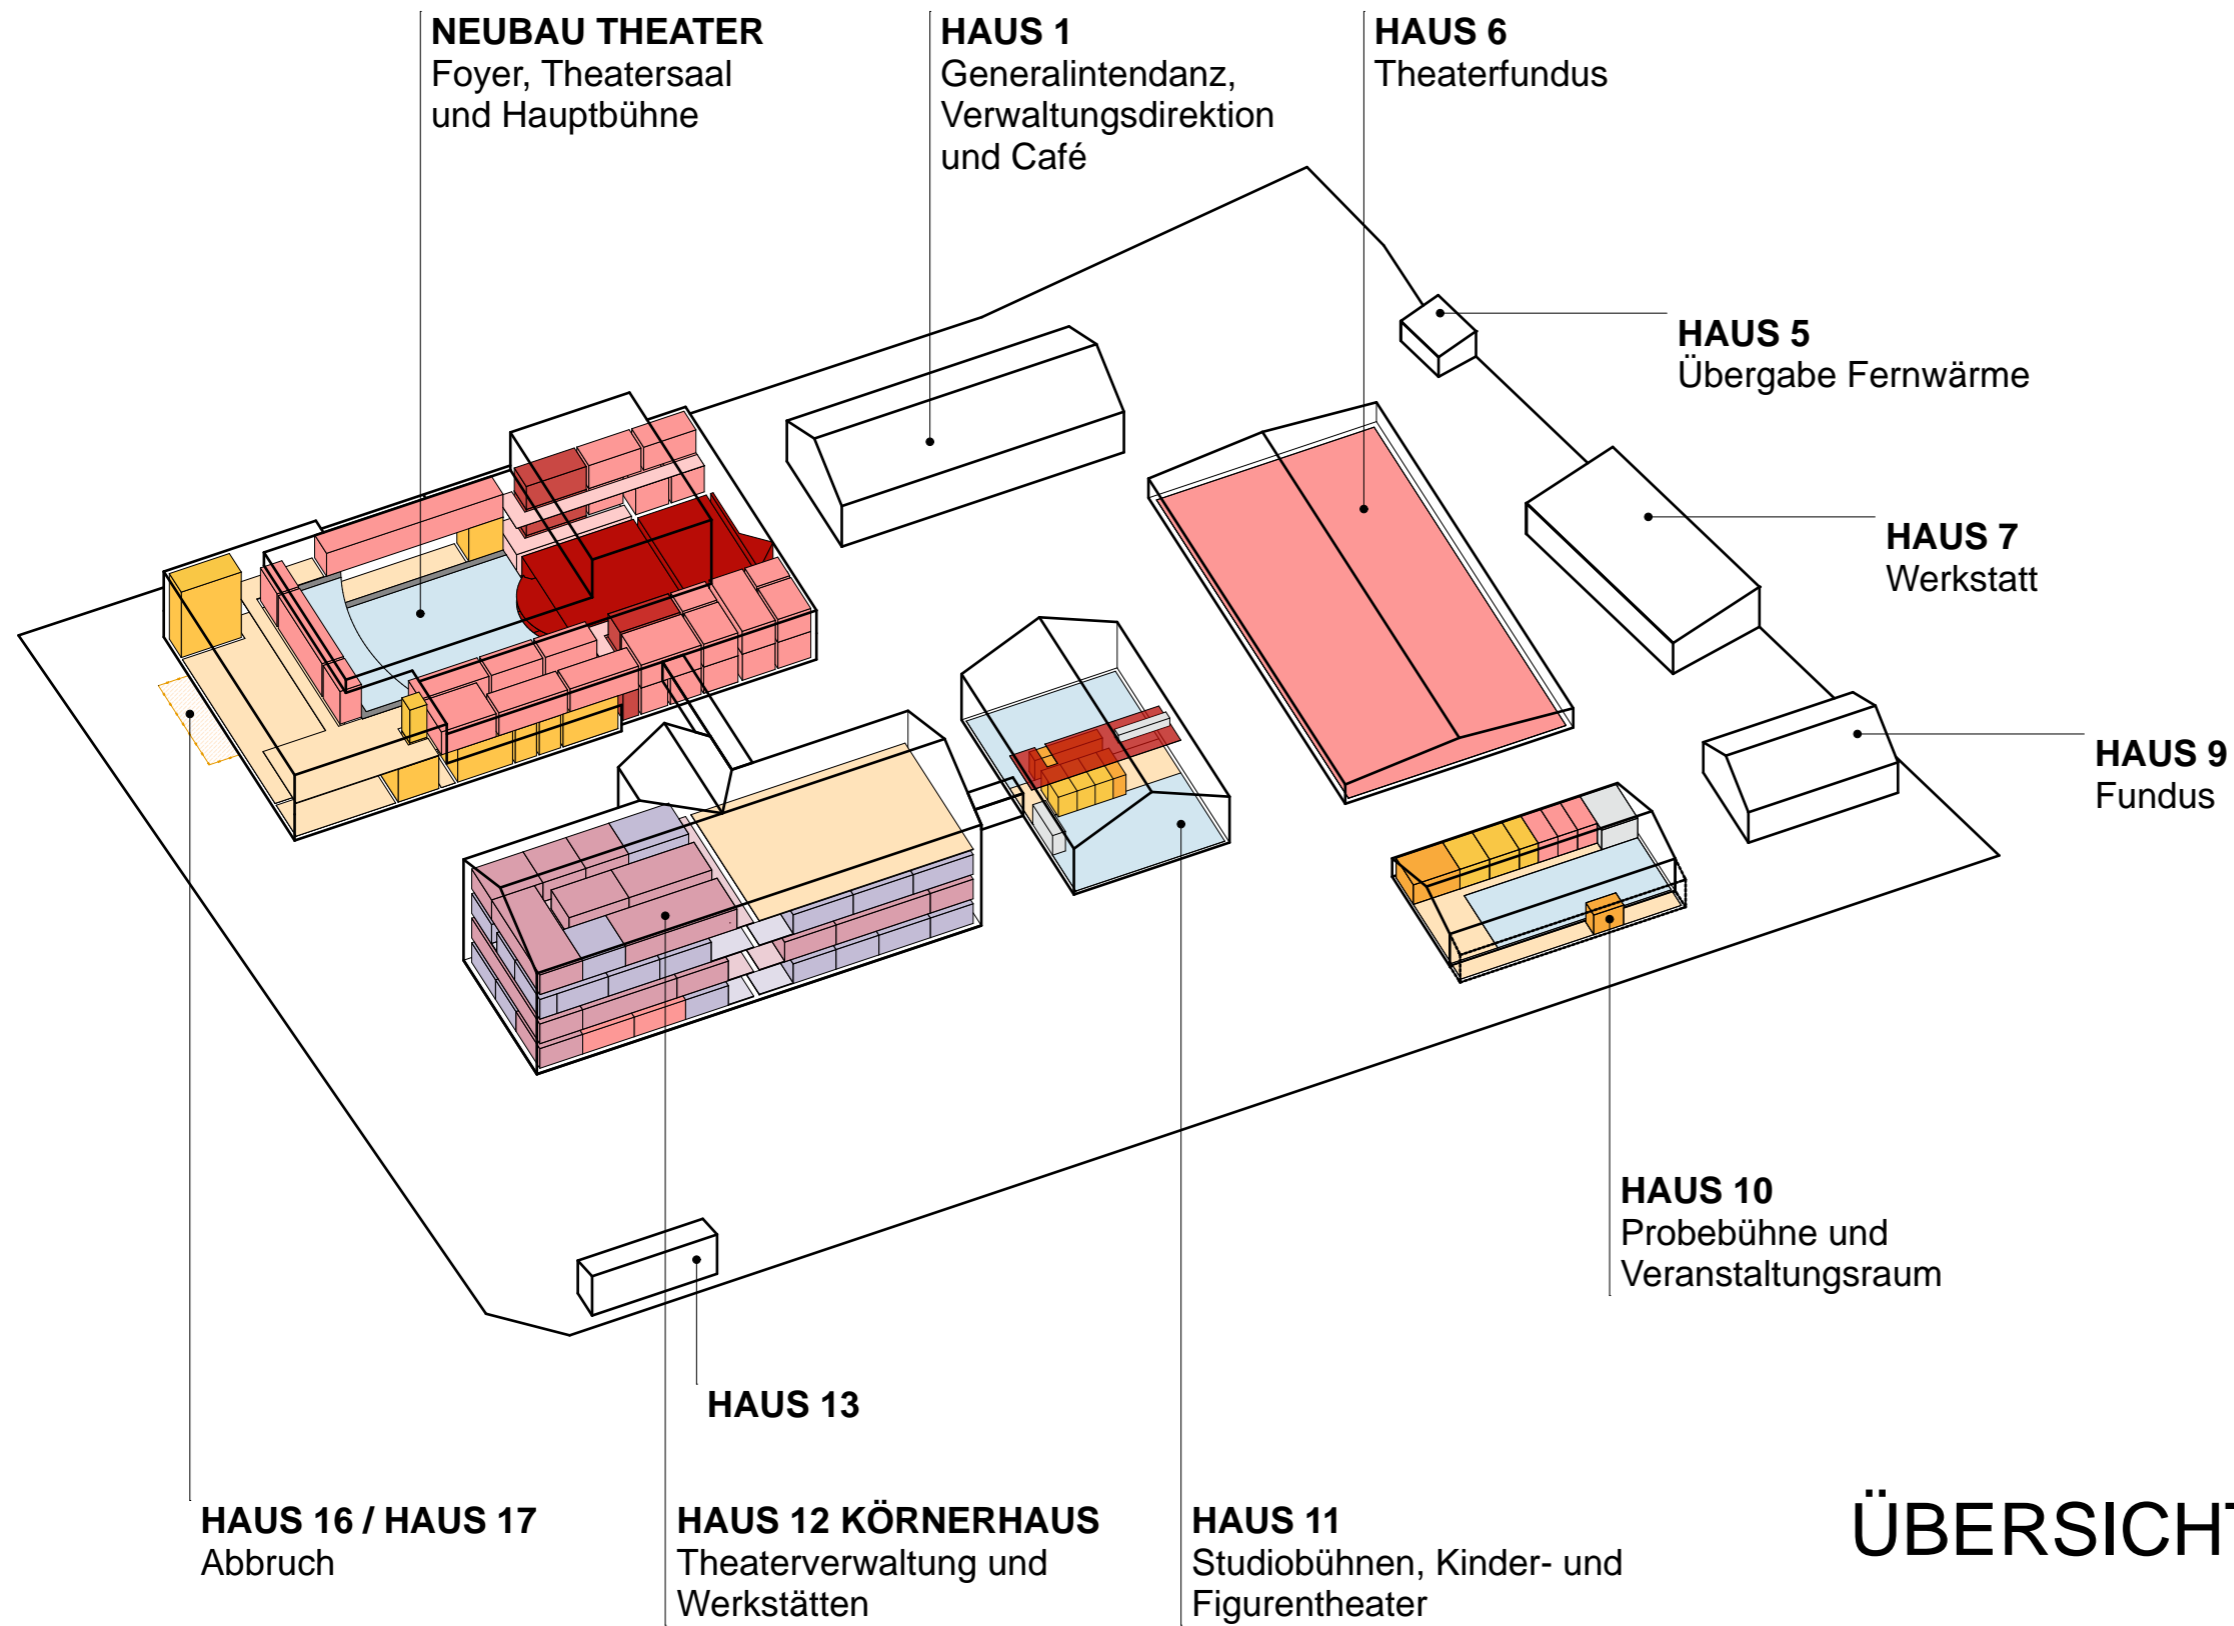 NEUBAU THEATER
Foyer, Theatersaal
und Hauptbühne
HAUS 1
Generalintendanz,
Verwaltungsdirektion
und Café
HAUS 6
Theaterfundus
HAUS 5
Übergabe Fernwärme
HAUS 7
Werkstatt
HAUS 9
Fundus
HAUS 10
Probebühne und
Veranstaltungsraum
HAUS 13
HAUS 16 / HAUS 17
Abbruch
HAUS 12 KÖRNERHAUS
Theaterverwaltung und
Werkstätten
HAUS 11
Studiobühnen, Kinder- und
Figurentheater
ÜBERSICHT